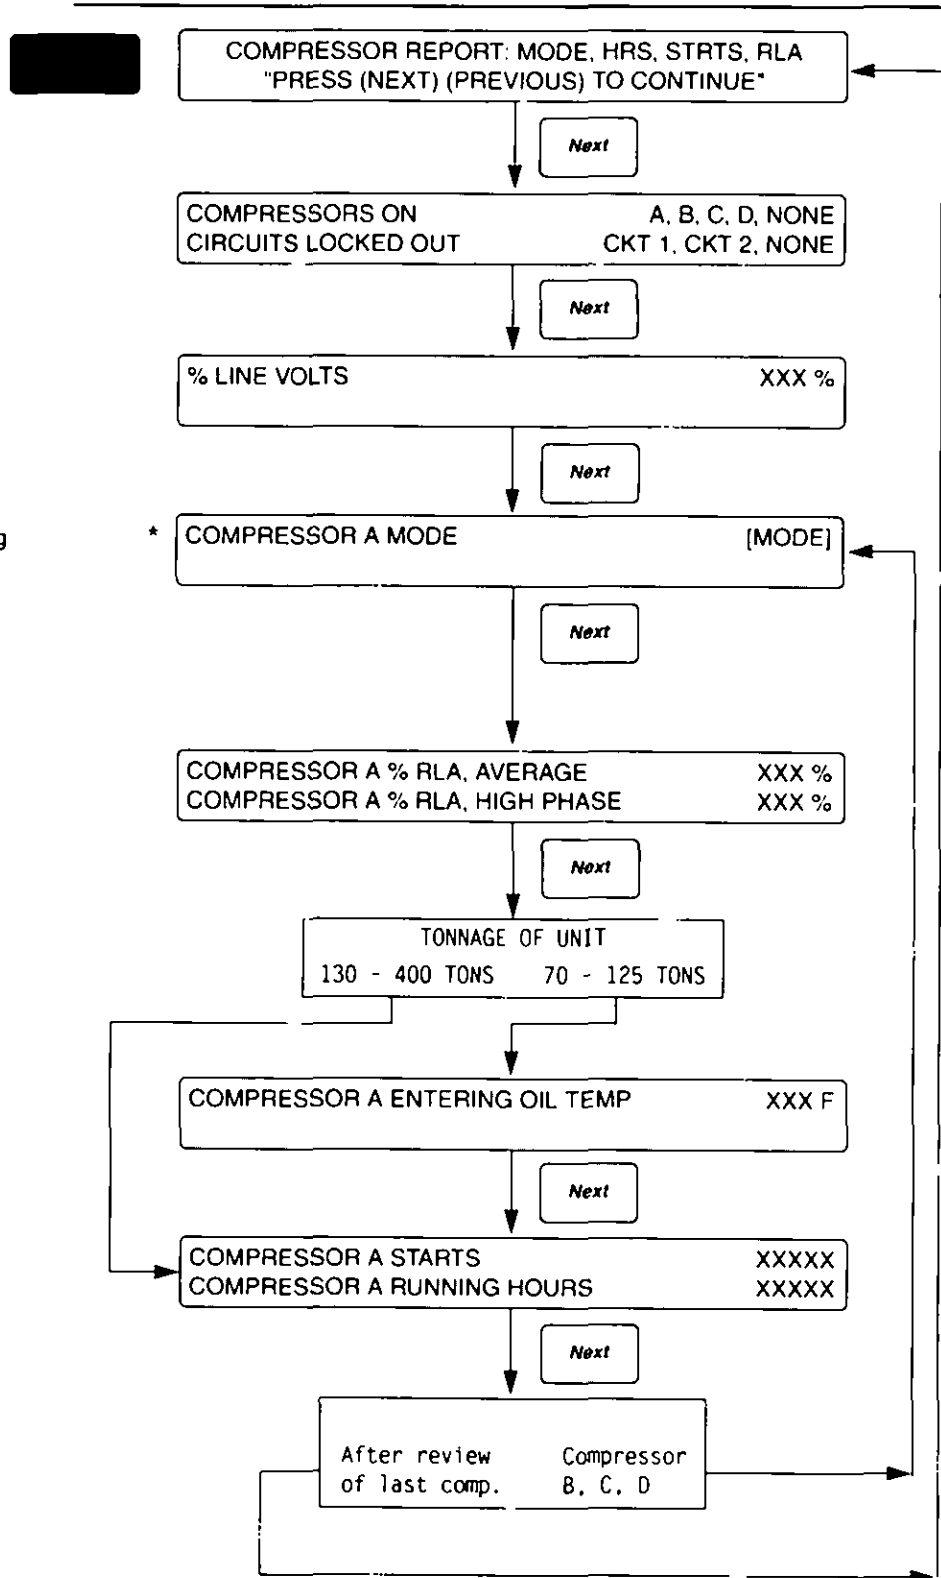 COMPRESSOR REPORT: MODE, HRS, STRTS, RLA
"PRESS (NEXT) (PREVIOUS) TO CONTINUE"
Next
COMPRESSORS ON A, B, C, D, NONE
CIRCUITS LOCKED OUT CKT 1, CKT 2, NONE
Next
% LINE VOLTS XXX %
Next
g * COMPRESSOR A MODE [MODE]
Next
COMPRESSOR A % RLA, AVERAGE XXX %
COMPRESSOR A % RLA, HIGH PHASE XXX %
Next
TONNAGE OF UNIT
130 - 400 TONS 70 - 125 TONS
COMPRESSOR A ENTERING OIL TEMP XXX F
Next
COMPRESSOR A STARTS XXXXX
COMPRESSOR A RUNNING HOURS XXXXX
Next
After review Compressor
of last comp. B, C, D